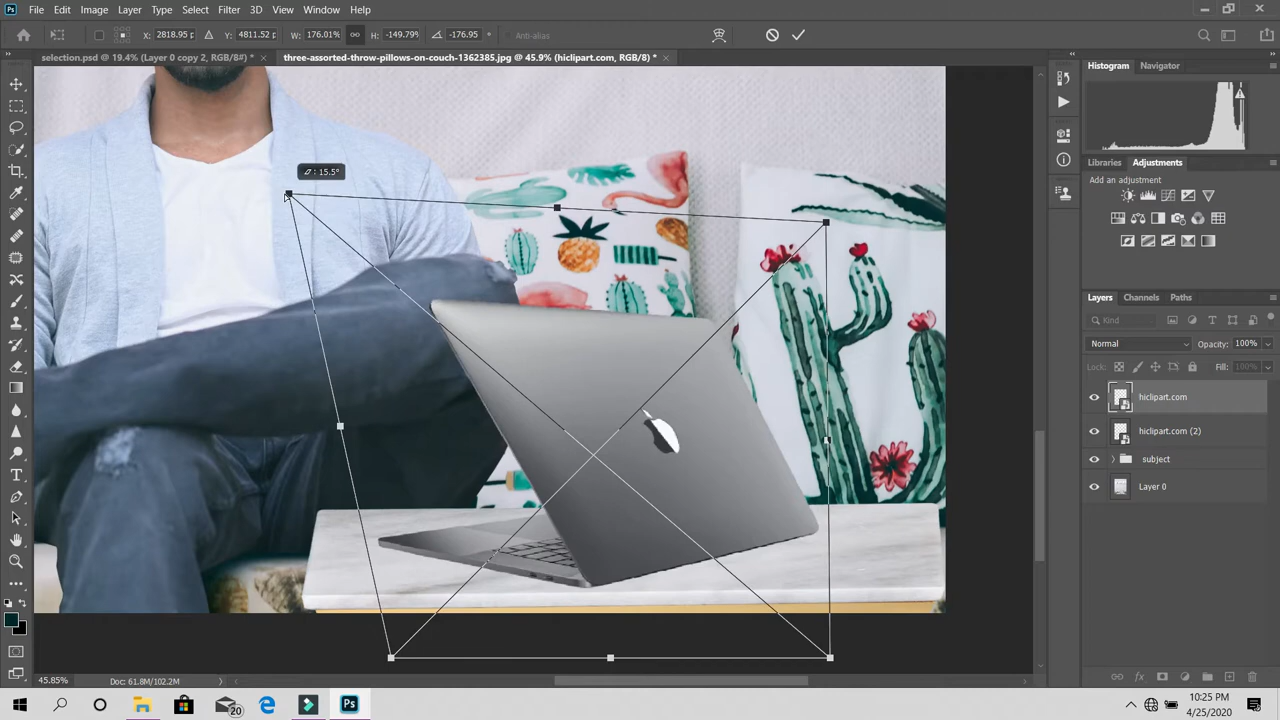 Ps File Edit Image Layer Type Select Filter 3D View Window Help
X: 2818.95 p Y: 4811.52 p W: 176.01% H: -149.79% -176.95 ° Anti-alias
selection.psd @ 19.4% (Layer 0 copy 2, RGB/8#) * × three-assorted-throw-pillows-on-couch-1362385.jpg @ 45.9% (hiclipart.com, RGB/8) * ×
Histogram Navigator
: 15.5°
Libraries Adjustments
Add an adjustment
Layers Channels Paths
Kind
Normal Opacity: 100%
Lock: Fill: 100%
hiclipart.com
hiclipart.com (2)
subject
Layer 0
45.85% Doc: 61.8M/102.2M
20 Ps
10:25 PM
4/25/2020